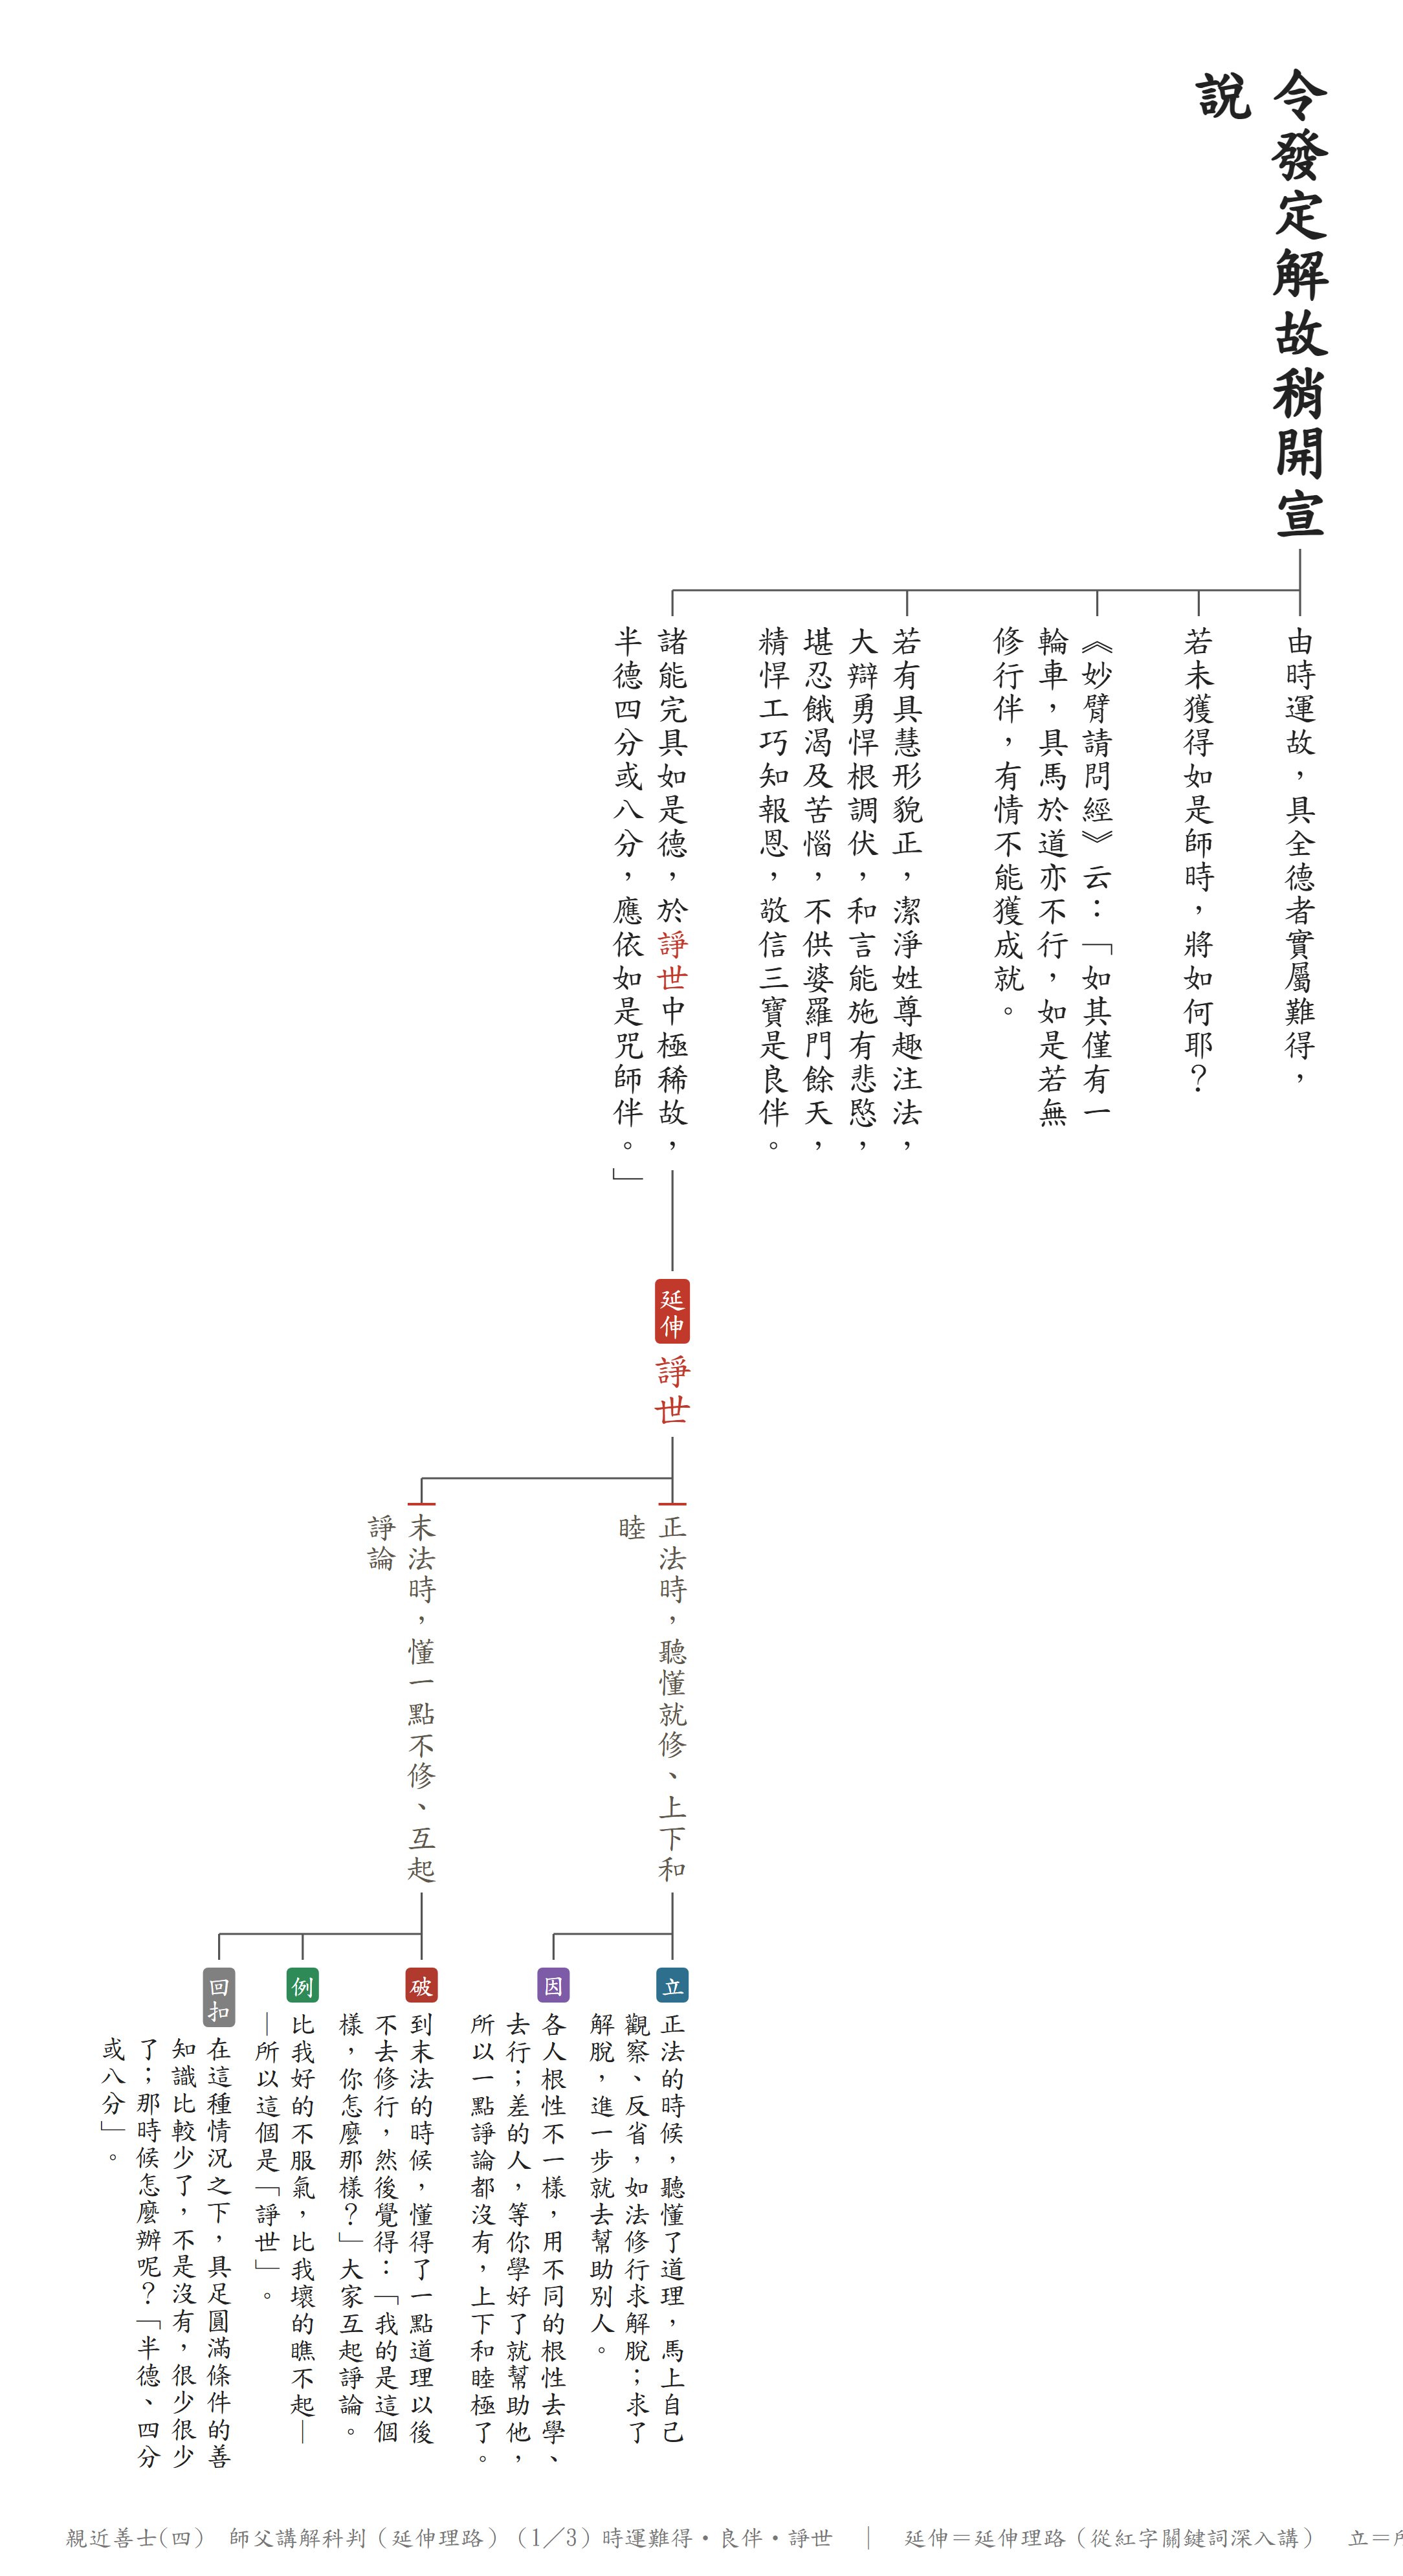 令發定解故稍開宣
說
由時運故，具全德者實屬難得，
若未獲得如是師時，將如何耶？
《妙臂請問經》云：「如其僅有一
輪車，具馬於道亦不行，如是若無
修行伴，有情不能獲成就。
若有具慧形貌正，潔淨姓尊趣注法，
大辯勇悍根調伏，和言能施有悲愍，
堪忍餓渴及苦惱，不供婆羅門餘天，
精悍工巧知報恩，敬信三寶是良伴。
諸能完具如是德，於諍世中極稀故，
半德四分或八分，應依如是咒師伴。」
延伸
諍世
正法時，聽懂就修、上下和
睦
末法時，懂一點不修、互起
諍論
立
正法的時候，聽懂了道理，馬上自己
觀察、反省，如法修行求解脫；求了
解脫，進一步就去幫助別人。
因
各人根性不一樣，用不同的根性去學、
去行；差的人，等你學好了就幫助他，
所以一點諍論都沒有，上下和睦極了。
破
到末法的時候，懂得了一點道理以後
不去修行，然後覺得：「我的是這個
樣，你怎麼那樣？」大家互起諍論。
例
比我好的不服氣，比我壞的瞧不起—
—所以這個是「諍世」。
回扣
在這種情況之下，具足圓滿條件的善
知識比較少了，不是沒有，很少很少
了；那時候怎麼辦呢？「半德、四分
或八分」。
親近善士(四)　師父講解科判（延伸理路）（1／3）時運難得・良伴・諍世　｜　延伸＝延伸理路（從紅字關鍵詞深入講）　立＝